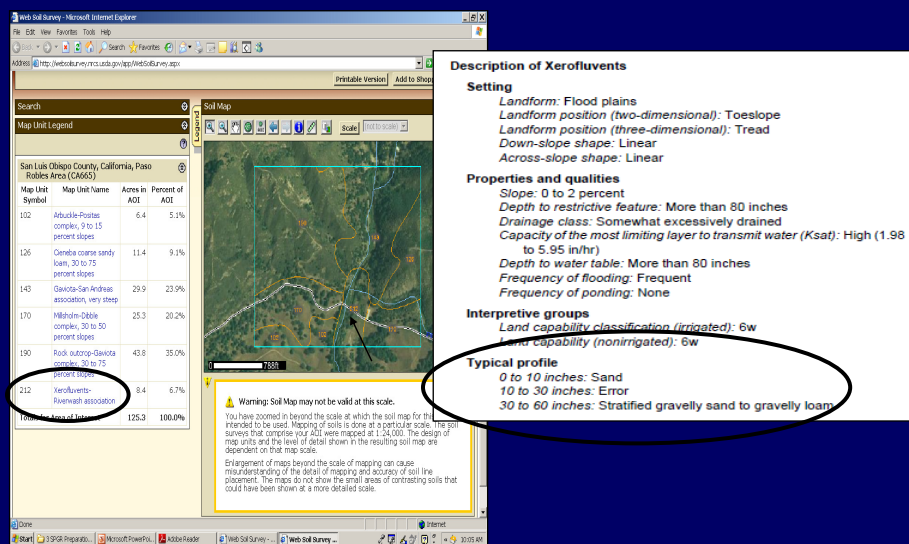 Web Soil Survey - Microsoft Internet Explorer
File Edit View Favorites Tools Help
Back Search Favorites
Address http://websoilsurvey.nrcs.usda.gov/app/WebSoilSurvey.aspx
Printable Version Add to Shopp
Search
Map Unit Legend
San Luis Obispo County, California, Paso
Robles Area (CA665)
Map Unit Symbol Map Unit Name Acres in AOI Percent of AOI
102 Arbuckle-Positas complex, 9 to 15 percent slopes 6.4 5.1%
126 Cieneba coarse sandy loam, 30 to 75 percent slopes 11.4 9.1%
143 Gaviota-San Andreas association, very steep 29.9 23.9%
170 Millsholm-Dibble complex, 30 to 50 percent slopes 25.3 20.2%
190 Rock outcrop-Gaviota complex, 30 to 75 percent slopes 43.8 35.0%
212 Xerofluvents-Riverwash association 8.4 6.7%
Totals for Area of Interest 125.3 100.0%
Legend
Soil Map
Scale (not to scale)
0 788ft
Warning: Soil Map may not be valid at this scale.
You have zoomed in beyond the scale at which the soil map for this
intended to be used. Mapping of soils is done at a particular scale. The soil
surveys that comprise your AOI were mapped at 1:24,000. The design of
map units and the level of detail shown in the resulting soil map are
dependent on that map scale.
Enlargement of maps beyond the scale of mapping can cause
misunderstanding of the detail of mapping and accuracy of soil line
placement. The maps do not show the small areas of contrasting soils that
could have been shown at a more detailed scale.
Done Internet
Start 3 SPGR Preparatio... Microsoft PowerPoi... Adobe Reader Web Soil Survey - ... Web Soil Survey ... 10:05 AM
Description of Xerofluvents
Setting
Landform: Flood plains
Landform position (two-dimensional): Toeslope
Landform position (three-dimensional): Tread
Down-slope shape: Linear
Across-slope shape: Linear
Properties and qualities
Slope: 0 to 2 percent
Depth to restrictive feature: More than 80 inches
Drainage class: Somewhat excessively drained
Capacity of the most limiting layer to transmit water (Ksat): High (1.98
to 5.95 in/hr)
Depth to water table: More than 80 inches
Frequency of flooding: Frequent
Frequency of ponding: None
Interpretive groups
Land capability classification (irrigated): 6w
Land capability (nonirrigated): 6w
Typical profile
0 to 10 inches: Sand
10 to 30 inches: Error
30 to 60 inches: Stratified gravelly sand to gravelly loam